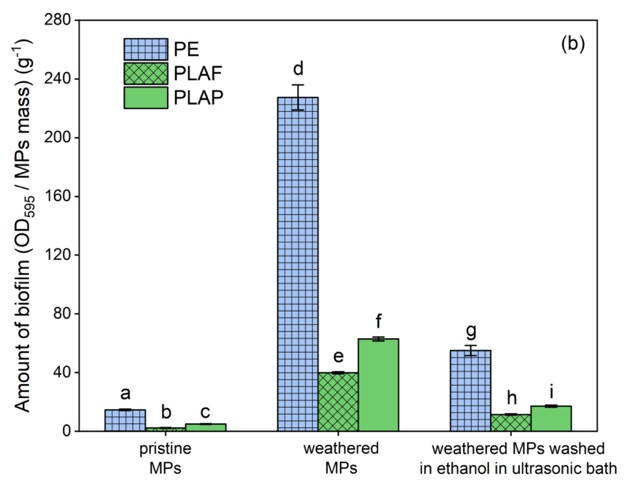 280
240
200
160
120
80
40
0
Amount of biofilm (OD595 / MPs mass) (g-1)
PE
PLAF
PLAP
(b)
a
b
c
d
e
f
g
h
i
pristine
MPs
weathered
MPs
weathered MPs washed
in ethanol in ultrasonic bath